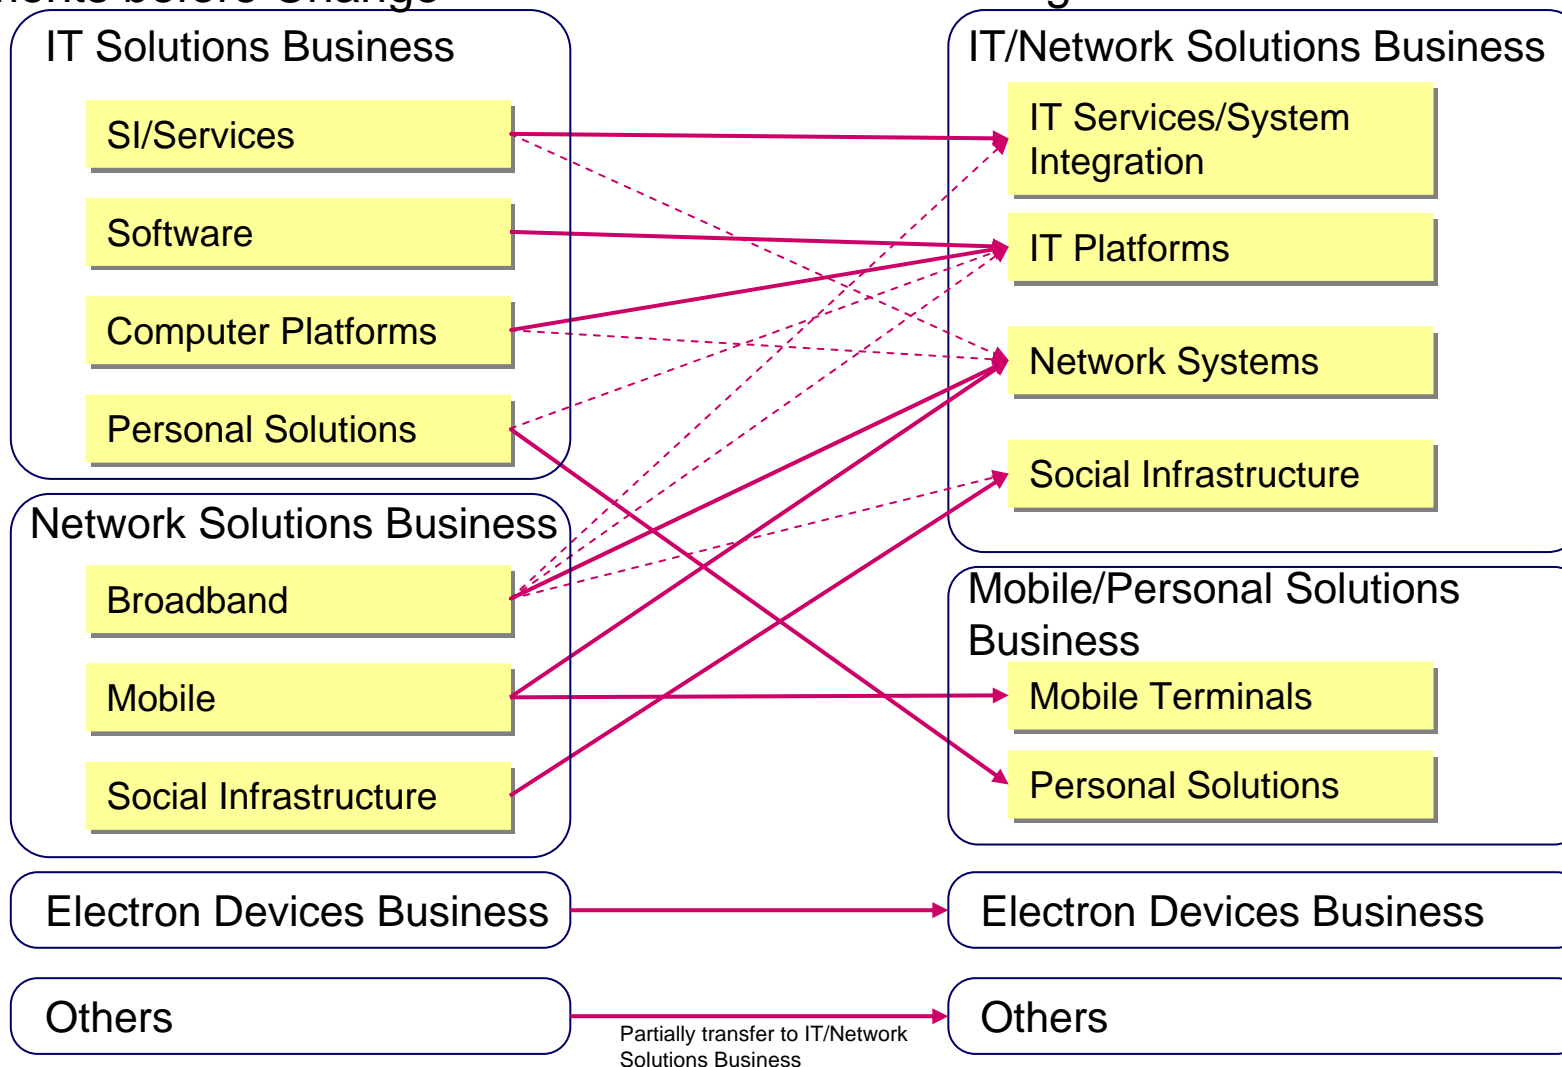 before Change
IT Solutions Business
SI/Services
Software
Computer Platforms
Personal Solutions
Network Solutions Business
Broadband
Mobile
Social Infrastructure
Electron Devices Business
Others
Partially transfer to IT/Network
Solutions Business
IT/Network Solutions Business
IT Services/System
Integration
IT Platforms
Network Systems
Social Infrastructure
Mobile/Personal Solutions
Business
Mobile Terminals
Personal Solutions
Electron Devices Business
Others